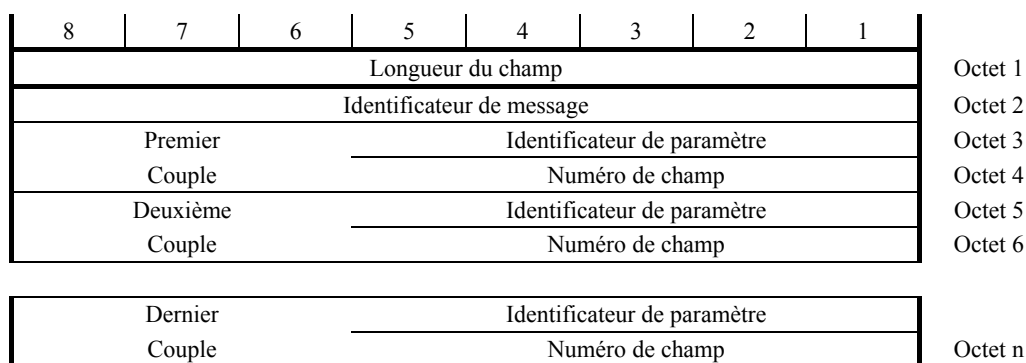 8 7 6 5 4 3 2 1
Longueur du champ Octet 1
Identificateur de message Octet 2
Premier Identificateur de paramètre Octet 3
Couple Numéro de champ Octet 4
Deuxième Identificateur de paramètre Octet 5
Couple Numéro de champ Octet 6
Dernier Identificateur de paramètre
Couple Numéro de champ Octet n